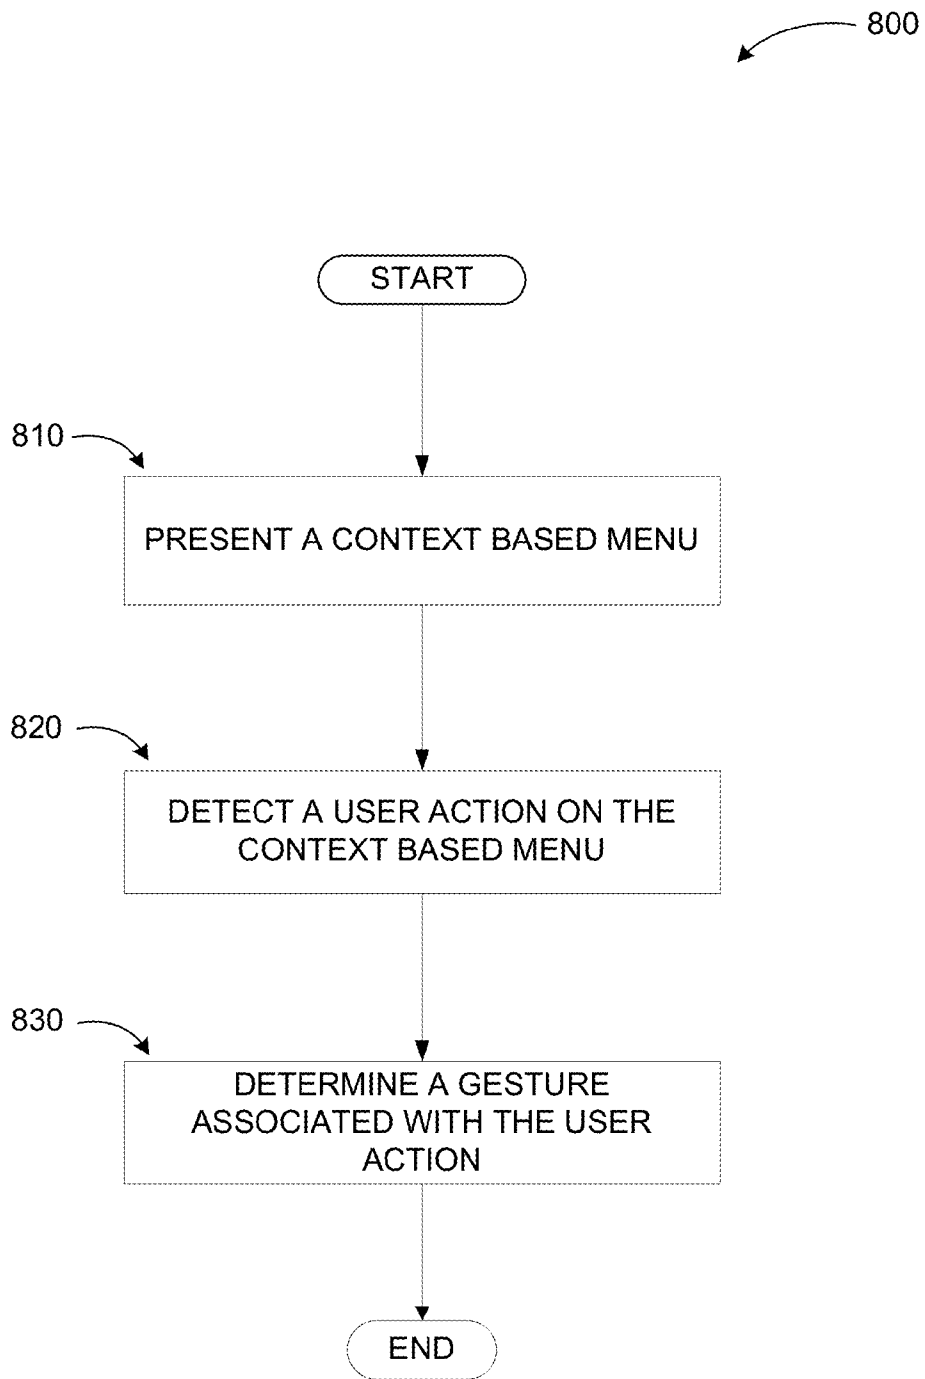 800
START
810
PRESENT A CONTEXT BASED MENU
820
DETECT A USER ACTION ON THE
CONTEXT BASED MENU
830
DETERMINE A GESTURE
ASSOCIATED WITH THE USER
ACTION
END